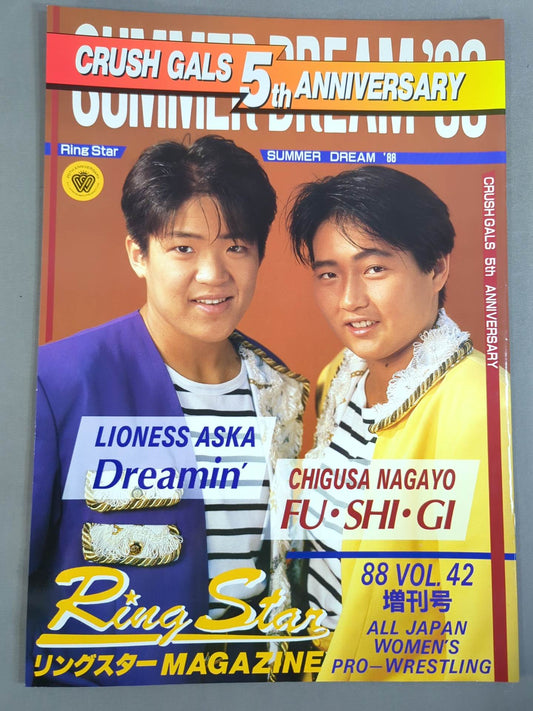 SUMMER DREAM '88
CRUSH GALS 5th ANNIVERSARY
Ring Star
SUMMER DREAM '88
CRUSH GALS 5th ANNIVERSARY
LIONESS ASKA
Dreamin'
CHIGUSA NAGAYO
FU・SHI・GI
88 VOL. 42
増刊号
ALL JAPAN
WOMEN'S
PRO－WRESTLING
Ring Star
リングスター MAGAZINE